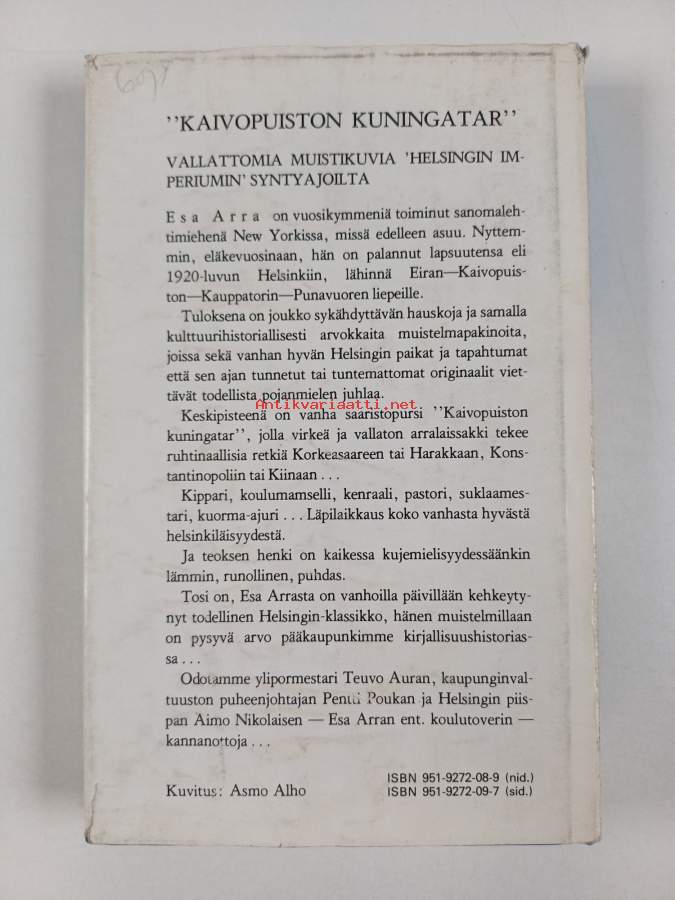 "KAIVOPUISTON KUNINGATAR"
VALLATTOMIA MUISTIKUVIA 'HELSINGIN IM-
PERIUMIN' SYNTYAJOILTA
Esa Arra on vuosikymmeniä toiminut sanomaleh-
timiehenä New Yorkissa, missä edelleen asuu. Nyttem-
min, eläkevuosinaan, hän on palannut lapsuutensa eli
1920-luvun Helsinkiin, lähinnä Eiran—Kaivopuis-
ton—Kauppatorin—Punavuoren liepeille.
Tuloksena on joukko sykähdyttävän hauskoja ja samalla
kulttuurihistoriallisesti arvokkaita muistelmapakinoita,
joissa sekä vanhan hyvän Helsingin paikat ja tapahtumat
että sen ajan tunnetut tai tuntemattomat originaalit viet-
tävät todellista pojanmielen juhlaa.
Antikvariaatti.net
Keskipisteenä on vanha saaristopursi "Kaivopuiston
kuningatar", jolla virkeä ja vallaton arralaissakki tekee
ruhtinaallisia retkiä Korkeasaareen tai Harakkaan, Kons-
tantinopoliin tai Kiinaan...
Kippari, koulumamselli, kenraali, pastori, suklaames-
tari, kuorma-ajuri... Läpilaikkaus koko vanhasta hyvästä
helsinkiläisyydestä.
Ja teoksen henki on kaikessa kujemielisyydessäänkin
lämmin, runollinen, puhdas.
Tosi on, Esa Arrasta on vanhoilla päivillään kehkeyty-
nyt todellinen Helsingin-klassikko, hänen muistelmillaan
on pysyvä arvo pääkaupunkimme kirjallisuushistorias-
sa...
Odotamme ylipormestari Teuvo Auran, kaupunginval-
tuuston puheenjohtajan Pentti Poukan ja Helsingin piis-
pan Aimo Nikolaisen — Esa Arran ent. koulutoverin —
kannanottoja...
ISBN 951-9272-08-9 (nid.)
Kuvitus: Asmo Alho ISBN 951-9272-09-7 (sid.)